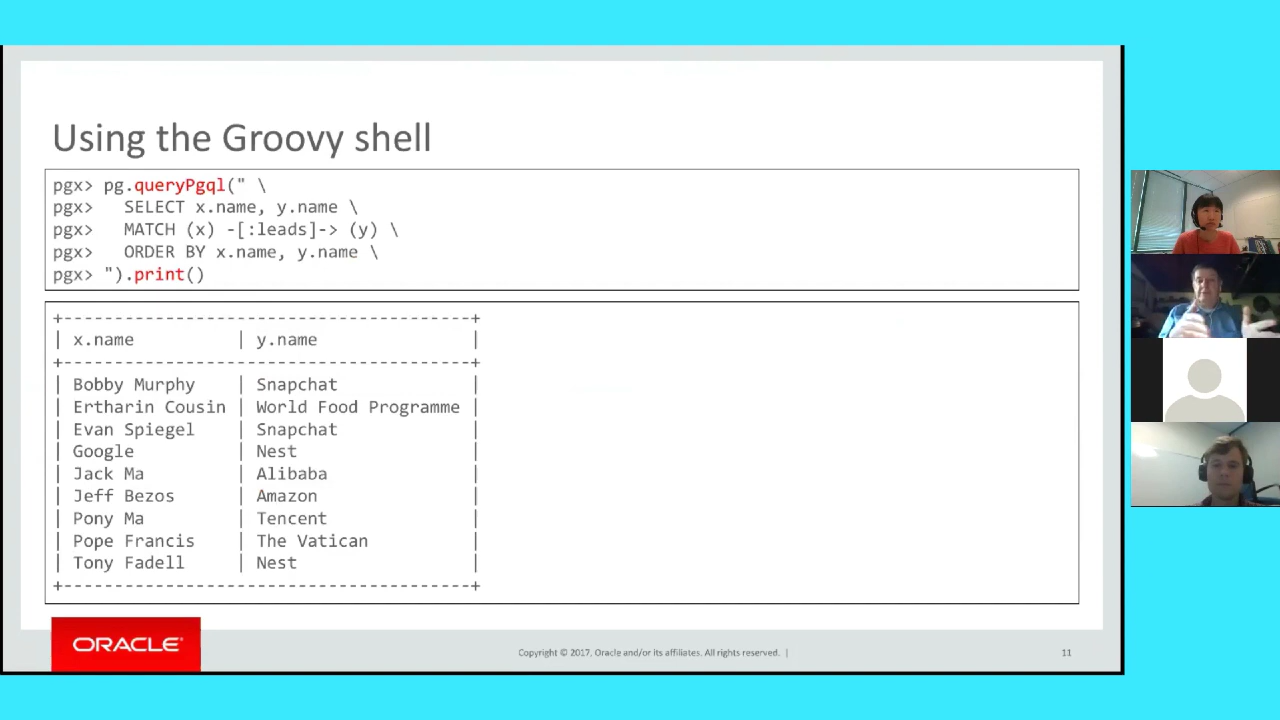 Using the Groovy shell
pgx> pg.queryPgql(" \
pgx> SELECT x.name, y.name \
pgx> MATCH (x) -[:leads]-> (y) \
pgx> ORDER BY x.name, y.name \
pgx> ").print()
+---------------------------------------+
| x.name | y.name |
+---------------------------------------+
| Bobby Murphy | Snapchat |
| Ertharin Cousin | World Food Programme |
| Evan Spiegel | Snapchat |
| Google | Nest |
| Jack Ma | Alibaba |
| Jeff Bezos | Amazon |
| Pony Ma | Tencent |
| Pope Francis | The Vatican |
| Tony Fadell | Nest |
+---------------------------------------+
ORACLE®
Copyright © 2017, Oracle and/or its affiliates. All rights reserved. |
11